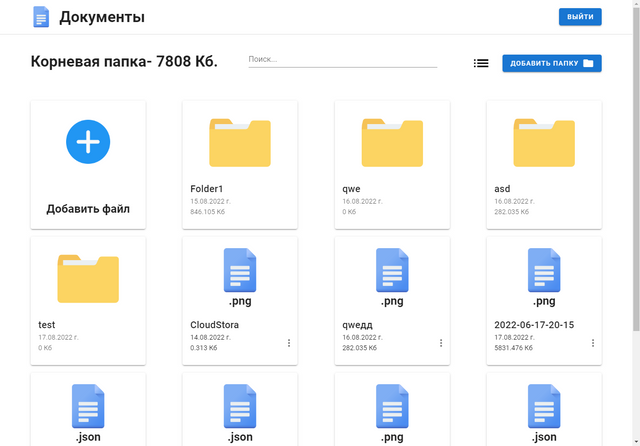 Документы
ВЫЙТИ
Корневая папка- 7808 Кб.
Поиск...
ДОБАВИТЬ ПАПКУ
Добавить файл
Folder1
15.08.2022 г.
846.105 Кб
qwe
16.08.2022 г.
0 Кб
asd
16.08.2022 г.
282.035 Кб
test
17.08.2022 г.
0 Кб
.png
CloudStora
14.08.2022 г.
0.313 Кб
.png
qweдд
16.08.2022 г.
282.035 Кб
.png
2022-06-17-20-15
17.08.2022 г.
5831.476 Кб
.json
.json
.png
.json